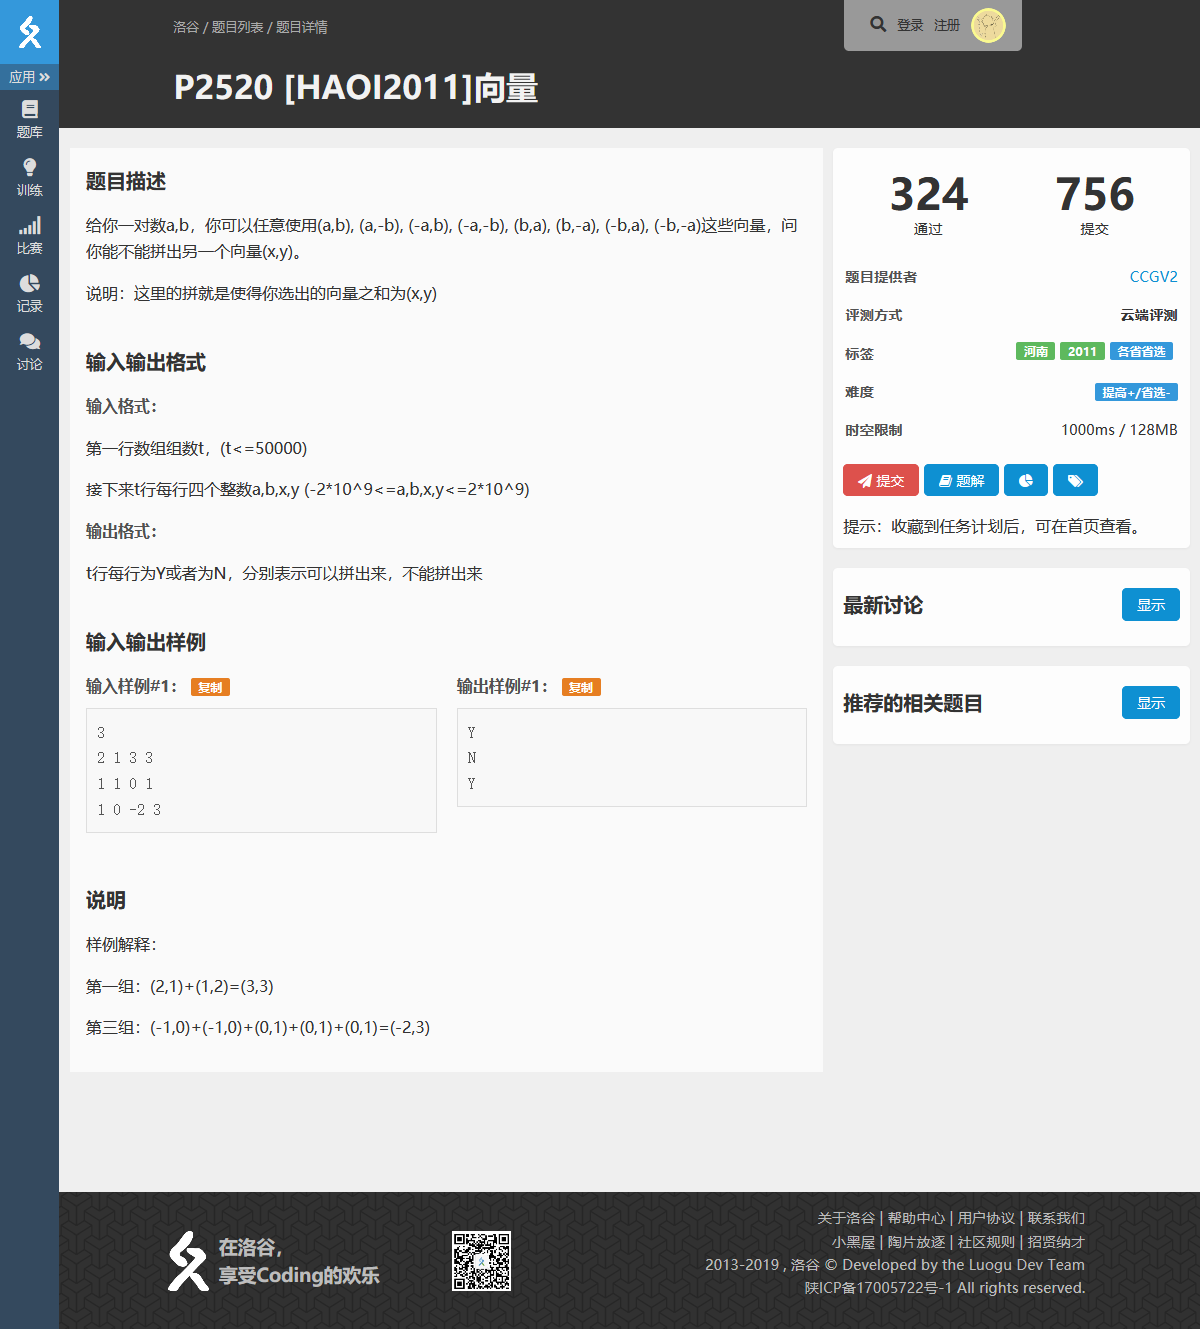 洛谷 / 题目列表 / 题目详情
登录 注册
P2520 [HAOI2011]向量
应用
题库
训练
比赛
记录
讨论
题目描述
给你一对数a,b，你可以任意使用(a,b), (a,-b), (-a,b), (-a,-b), (b,a), (b,-a), (-b,a), (-b,-a)这些向量，问
你能不能拼出另一个向量(x,y)。
说明：这里的拼就是使得你选出的向量之和为(x,y)
输入输出格式
输入格式：
第一行数组组数t，(t<=50000)
接下来t行每行四个整数a,b,x,y (-2*10^9<=a,b,x,y<=2*10^9)
输出格式：
t行每行为Y或者为N，分别表示可以拼出来，不能拼出来
输入输出样例
输入样例#1： 复制
3
2 1 3 3
1 1 0 1
1 0 -2 3
输出样例#1： 复制
Y
N
Y
说明
样例解释：
第一组：(2,1)+(1,2)=(3,3)
第三组：(-1,0)+(-1,0)+(0,1)+(0,1)+(0,1)=(-2,3)
324 756
通过 提交
题目提供者 CCGV2
评测方式 云端评测
标签 河南 2011 各省省选
难度 提高+/省选-
时空限制 1000ms / 128MB
提交 题解
提示：收藏到任务计划后，可在首页查看。
最新讨论 显示
推荐的相关题目 显示
在洛谷,
享受Coding的欢乐
关于洛谷 | 帮助中心 | 用户协议 | 联系我们
小黑屋 | 陶片放逐 | 社区规则 | 招贤纳才
2013-2019 , 洛谷 © Developed by the Luogu Dev Team
陕ICP备17005722号-1 All rights reserved.